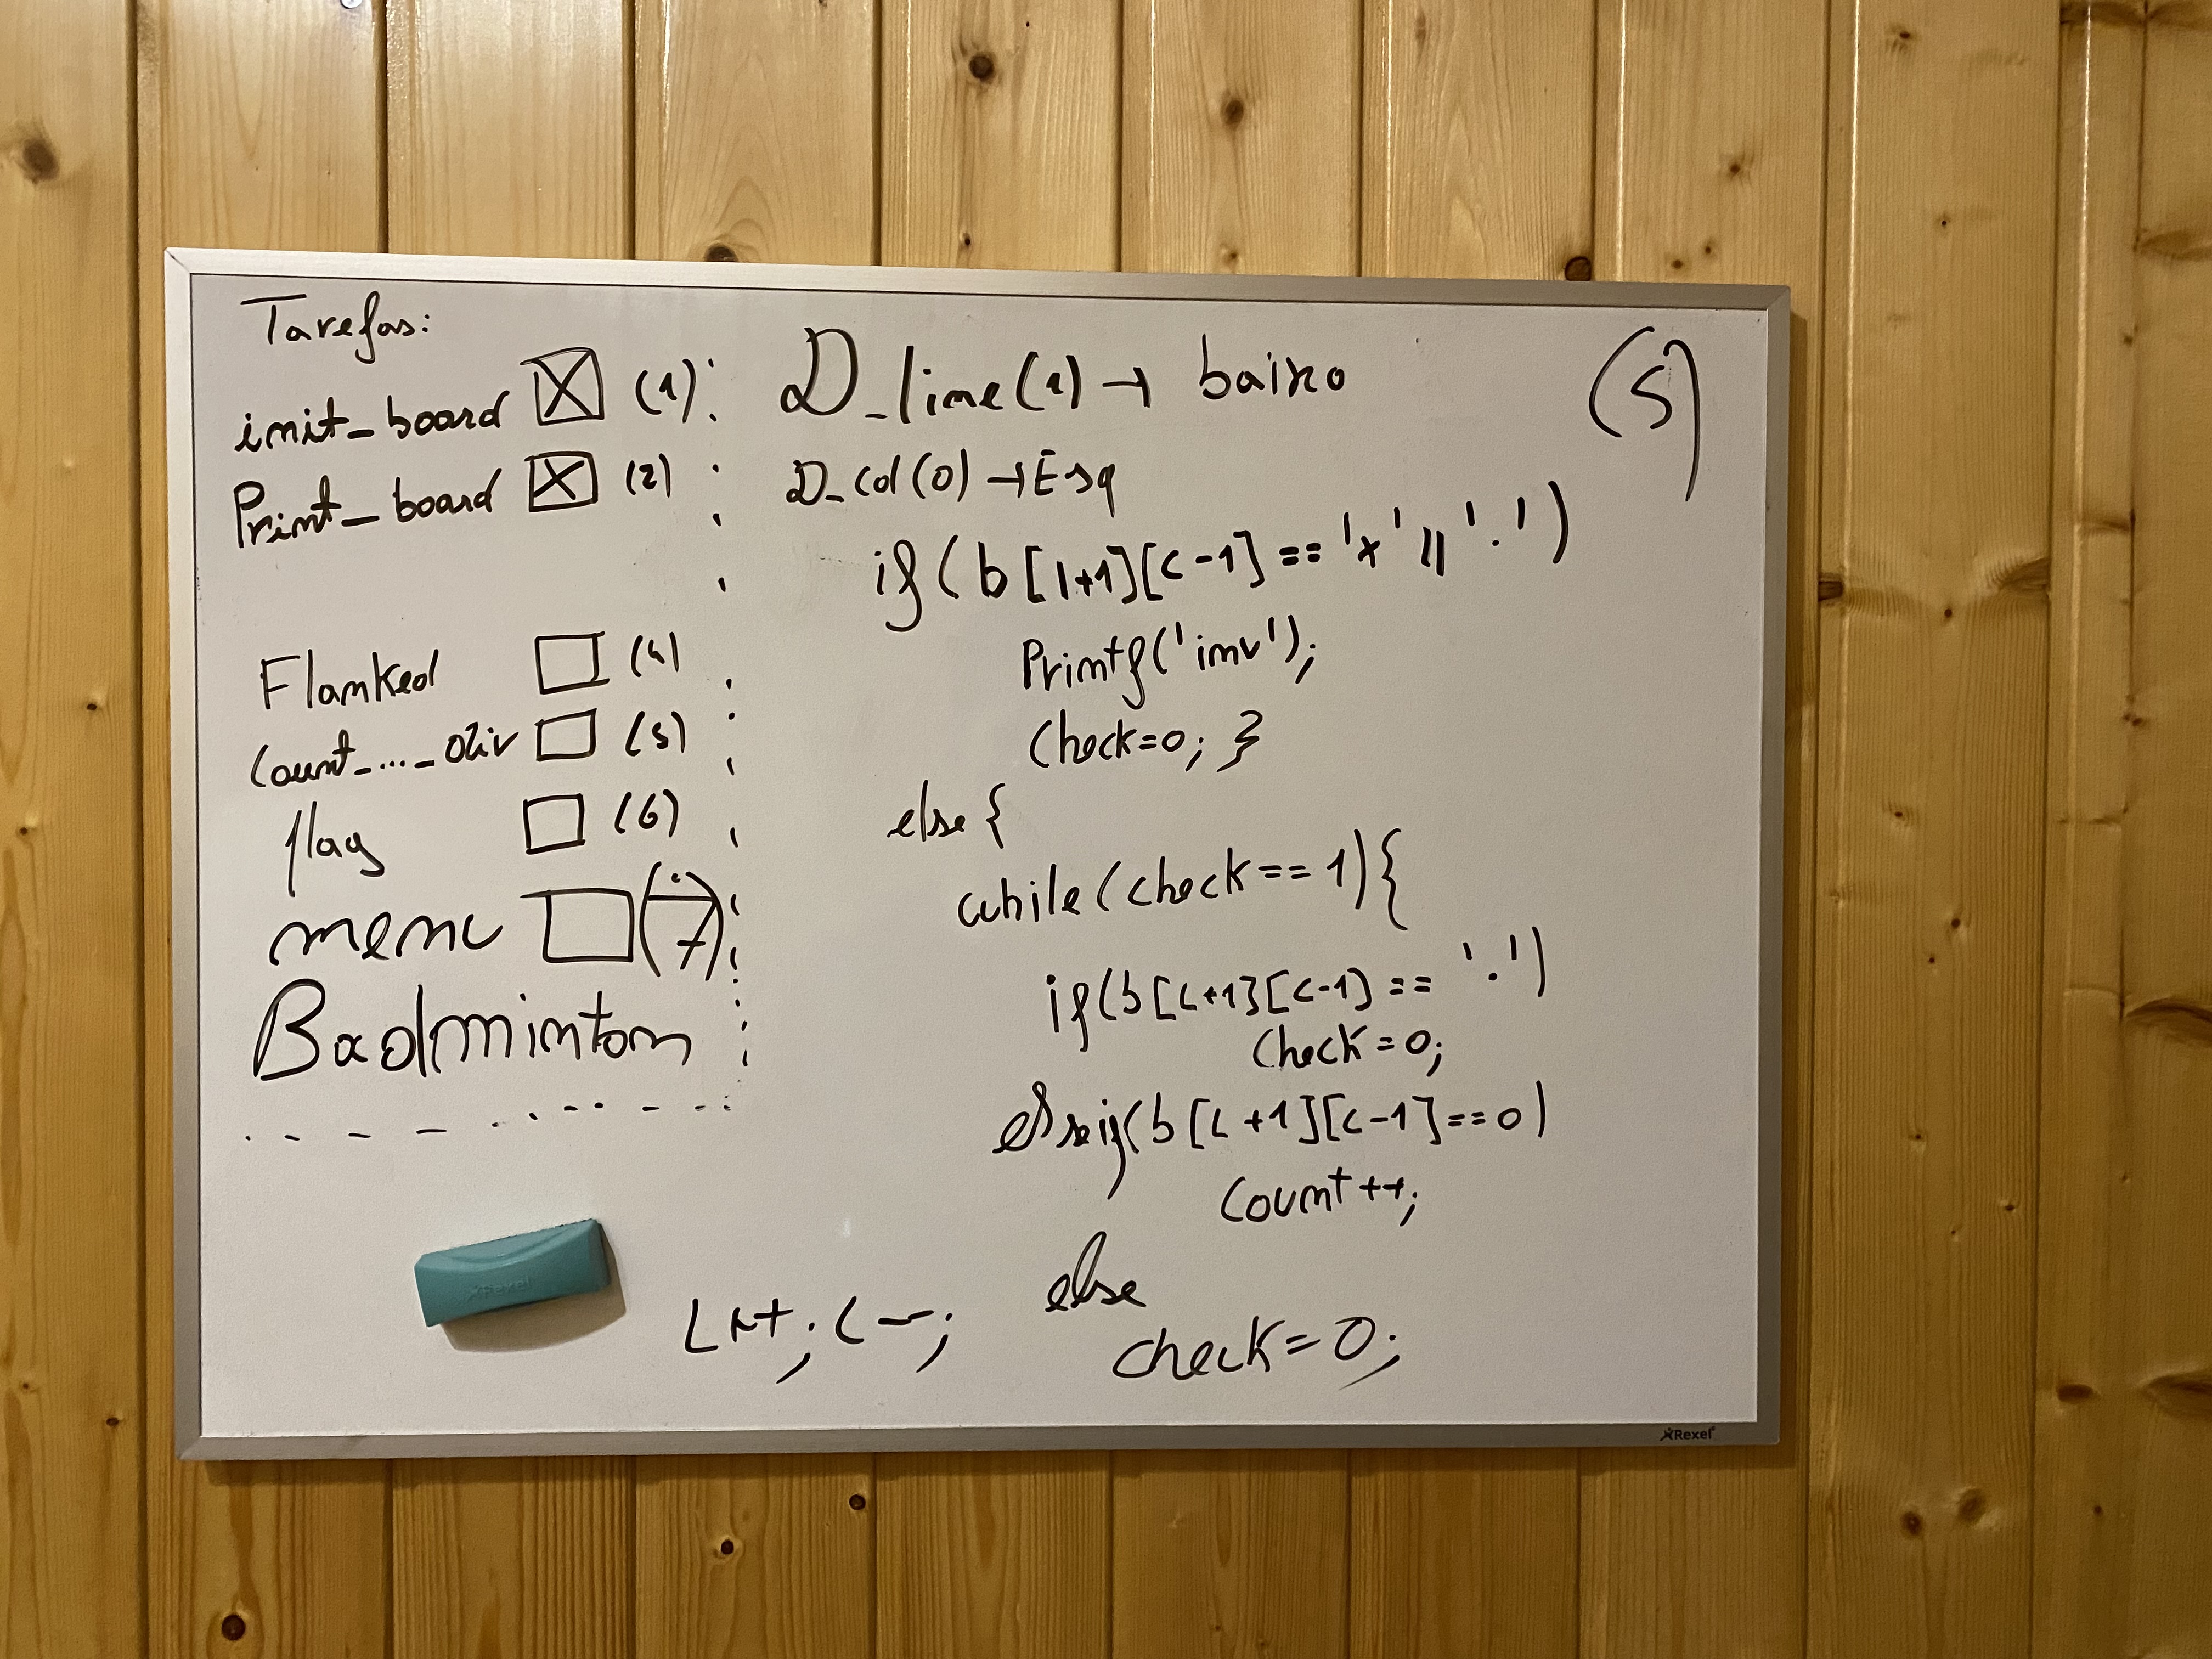 Tarefas:
init_board (1)
Print_board (2)
Flanked (4)
Count_..._dir (5)
flag (6)
menu (7)
Badminton
D_line(1) → baixo
D_col(0) → Esq
(5)
if(b[l+1][c-1]=='x'||'.')
Printf('inv');
Check=0; }
else {
while(check==1){
if(b[L+1][c-1]== '.')
Check=0;
else if(b[L+1][c-1]==0)
Count++;
else
check=0;
L++; C--;
Rexel
Rexel